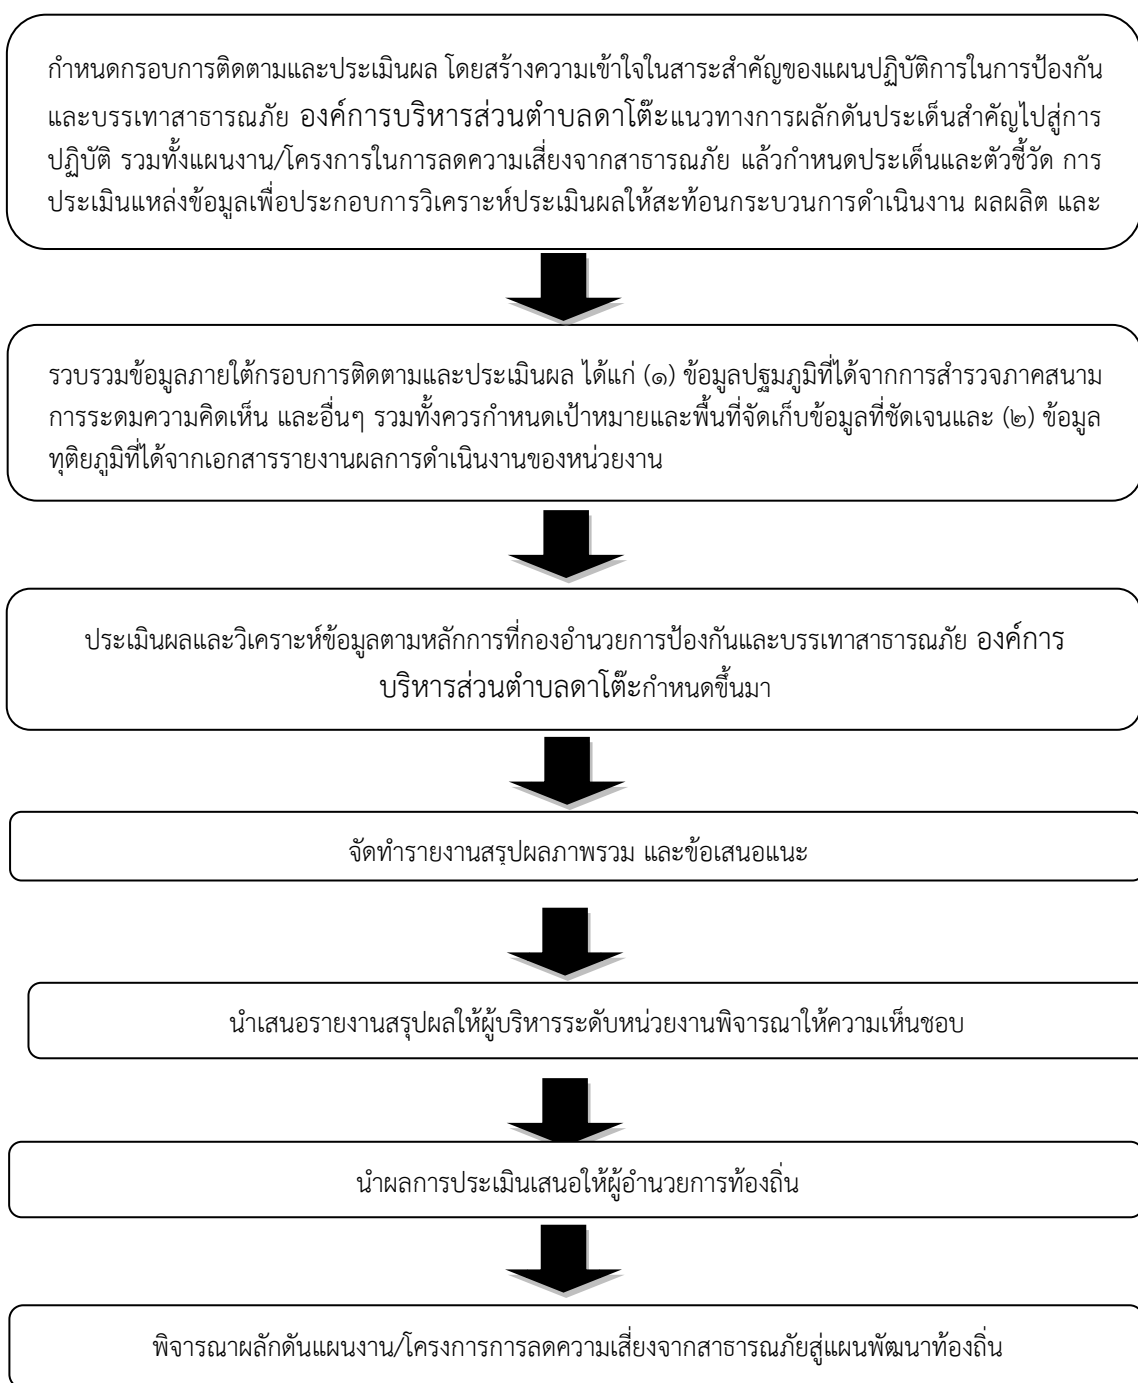 กำหนดกรอบการติดตามและประเมินผล โดยสร้างความเข้าใจในสาระสำคัญของแผนปฏิบัติการในการป้องกัน
และบรรเทาสาธารณภัย องค์การบริหารส่วนตำบลดาโต๊ะแนวทางการผลักดันประเด็นสำคัญไปสู่การ
ปฏิบัติ รวมทั้งแผนงาน/โครงการในการลดความเสี่ยงจากสาธารณภัย แล้วกำหนดประเด็นและตัวชี้วัด การ
ประเมินแหล่งข้อมูลเพื่อประกอบการวิเคราะห์ประเมินผลให้สะท้อนกระบวนการดำเนินงาน ผลผลิต และ
รวบรวมข้อมูลภายใต้กรอบการติดตามและประเมินผล ได้แก่ (๑) ข้อมูลปฐมภูมิที่ได้จากการสำรวจภาคสนาม
การระดมความคิดเห็น และอื่นๆ รวมทั้งควรกำหนดเป้าหมายและพื้นที่จัดเก็บข้อมูลที่ชัดเจนและ (๒) ข้อมูล
ทุติยภูมิที่ได้จากเอกสารรายงานผลการดำเนินงานของหน่วยงาน
ประเมินผลและวิเคราะห์ข้อมูลตามหลักการที่กองอำนวยการป้องกันและบรรเทาสาธารณภัย องค์การ
บริหารส่วนตำบลดาโต๊ะกำหนดขึ้นมา
จัดทำรายงานสรุปผลภาพรวม และข้อเสนอแนะ
นำเสนอรายงานสรุปผลให้ผู้บริหารระดับหน่วยงานพิจารณาให้ความเห็นชอบ
นำผลการประเมินเสนอให้ผู้อำนวยการท้องถิ่น
พิจารณาผลักดันแผนงาน/โครงการการลดความเสี่ยงจากสาธารณภัยสู่แผนพัฒนาท้องถิ่น